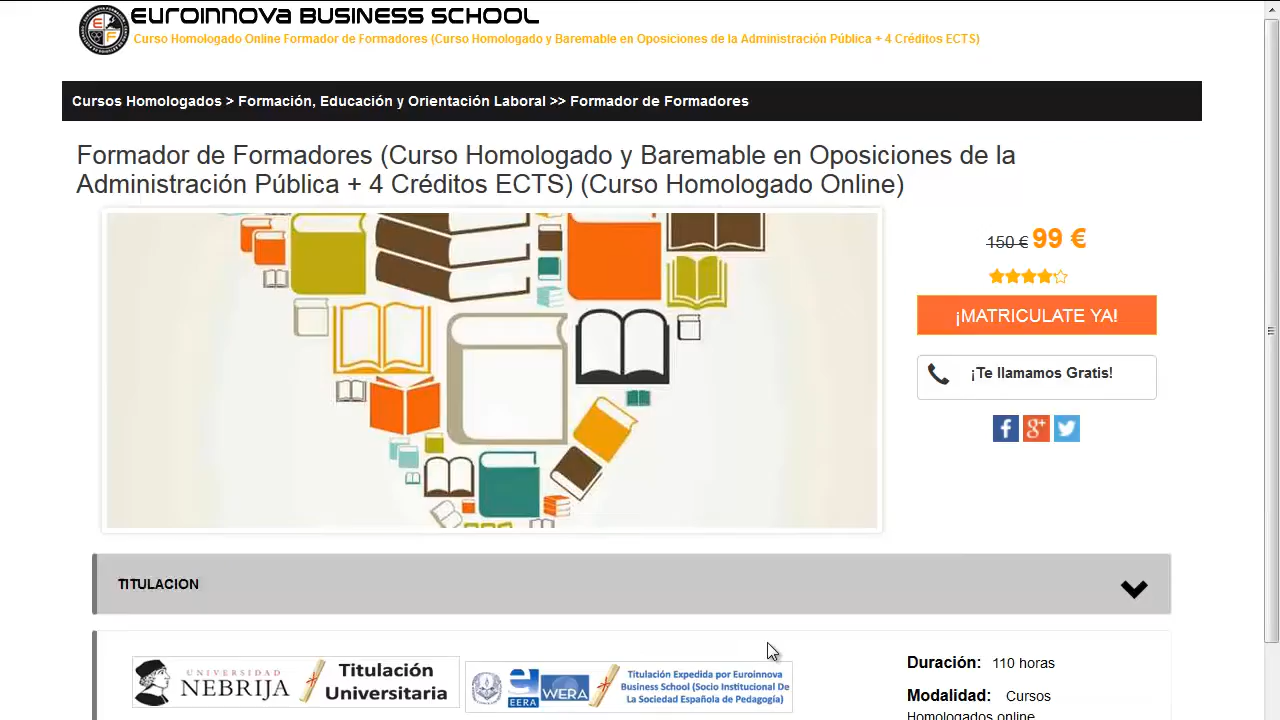 EUROINNOVA BUSINESS SCHOOL
Curso Homologado Online Formador de Formadores (Curso Homologado y Baremable en Oposiciones de la Administración Pública + 4 Créditos ECTS)
Cursos Homologados > Formación, Educación y Orientación Laboral >> Formador de Formadores
Formador de Formadores (Curso Homologado y Baremable en Oposiciones de la
Administración Pública + 4 Créditos ECTS) (Curso Homologado Online)
150 € 99 €
¡MATRICULATE YA!
¡Te llamamos Gratis!
TITULACION
UNIVERSIDAD
NEBRIJA
Titulación
Universitaria
EERA
WERA
Titulación Expedida por Euroinnova
Business School (Socio Institucional De
La Sociedad Española de Pedagogía)
Duración: 110 horas
Modalidad: Cursos
Homologados online